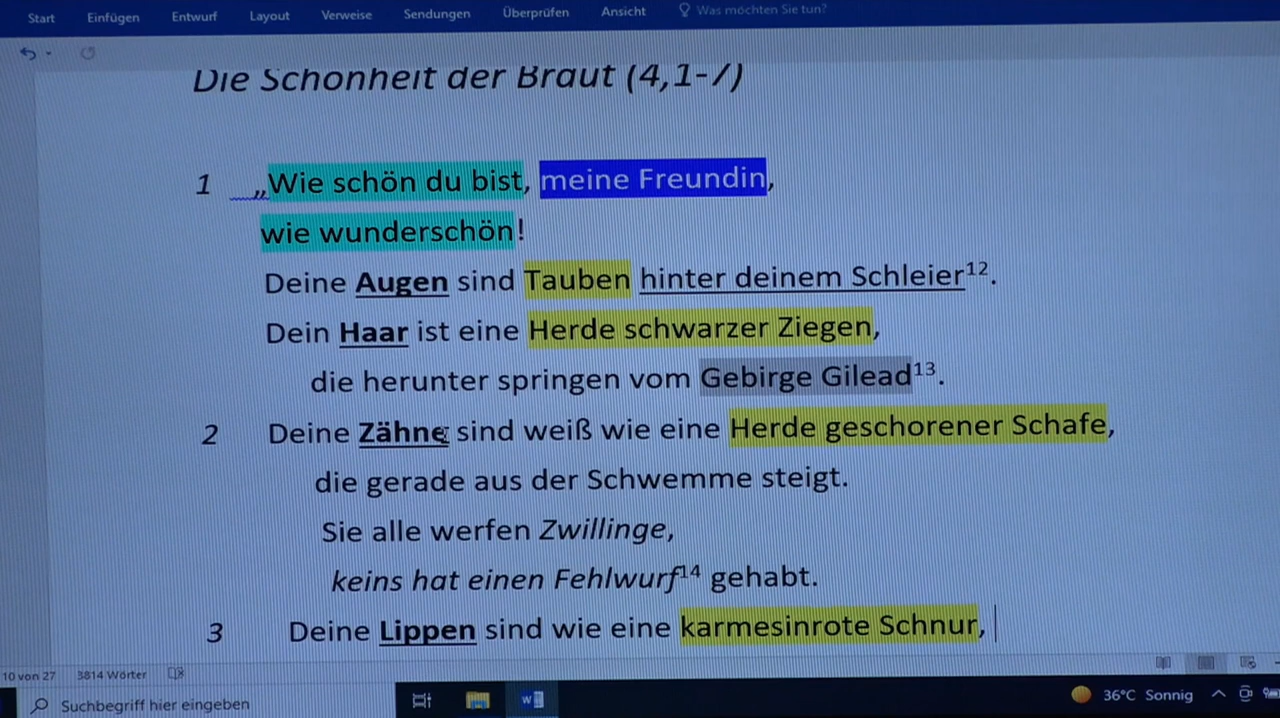 Start Einfügen Entwurf Layout Verweise Sendungen Überprüfen Ansicht Was möchten Sie tun?
Die Schönheit der Braut (4,1-7)
1 „Wie schön du bist, meine Freundin,
wie wunderschön!
Deine Augen sind Tauben hinter deinem Schleier12.
Dein Haar ist eine Herde schwarzer Ziegen,
die herunter springen vom Gebirge Gilead13.
2 Deine Zähne sind weiß wie eine Herde geschorener Schafe,
die gerade aus der Schwemme steigt.
Sie alle werfen Zwillinge,
keins hat einen Fehlwurf14 gehabt.
3 Deine Lippen sind wie eine karmesinrote Schnur,
10 von 27 3814 Wörter
Suchbegriff hier eingeben 36°C Sonnig